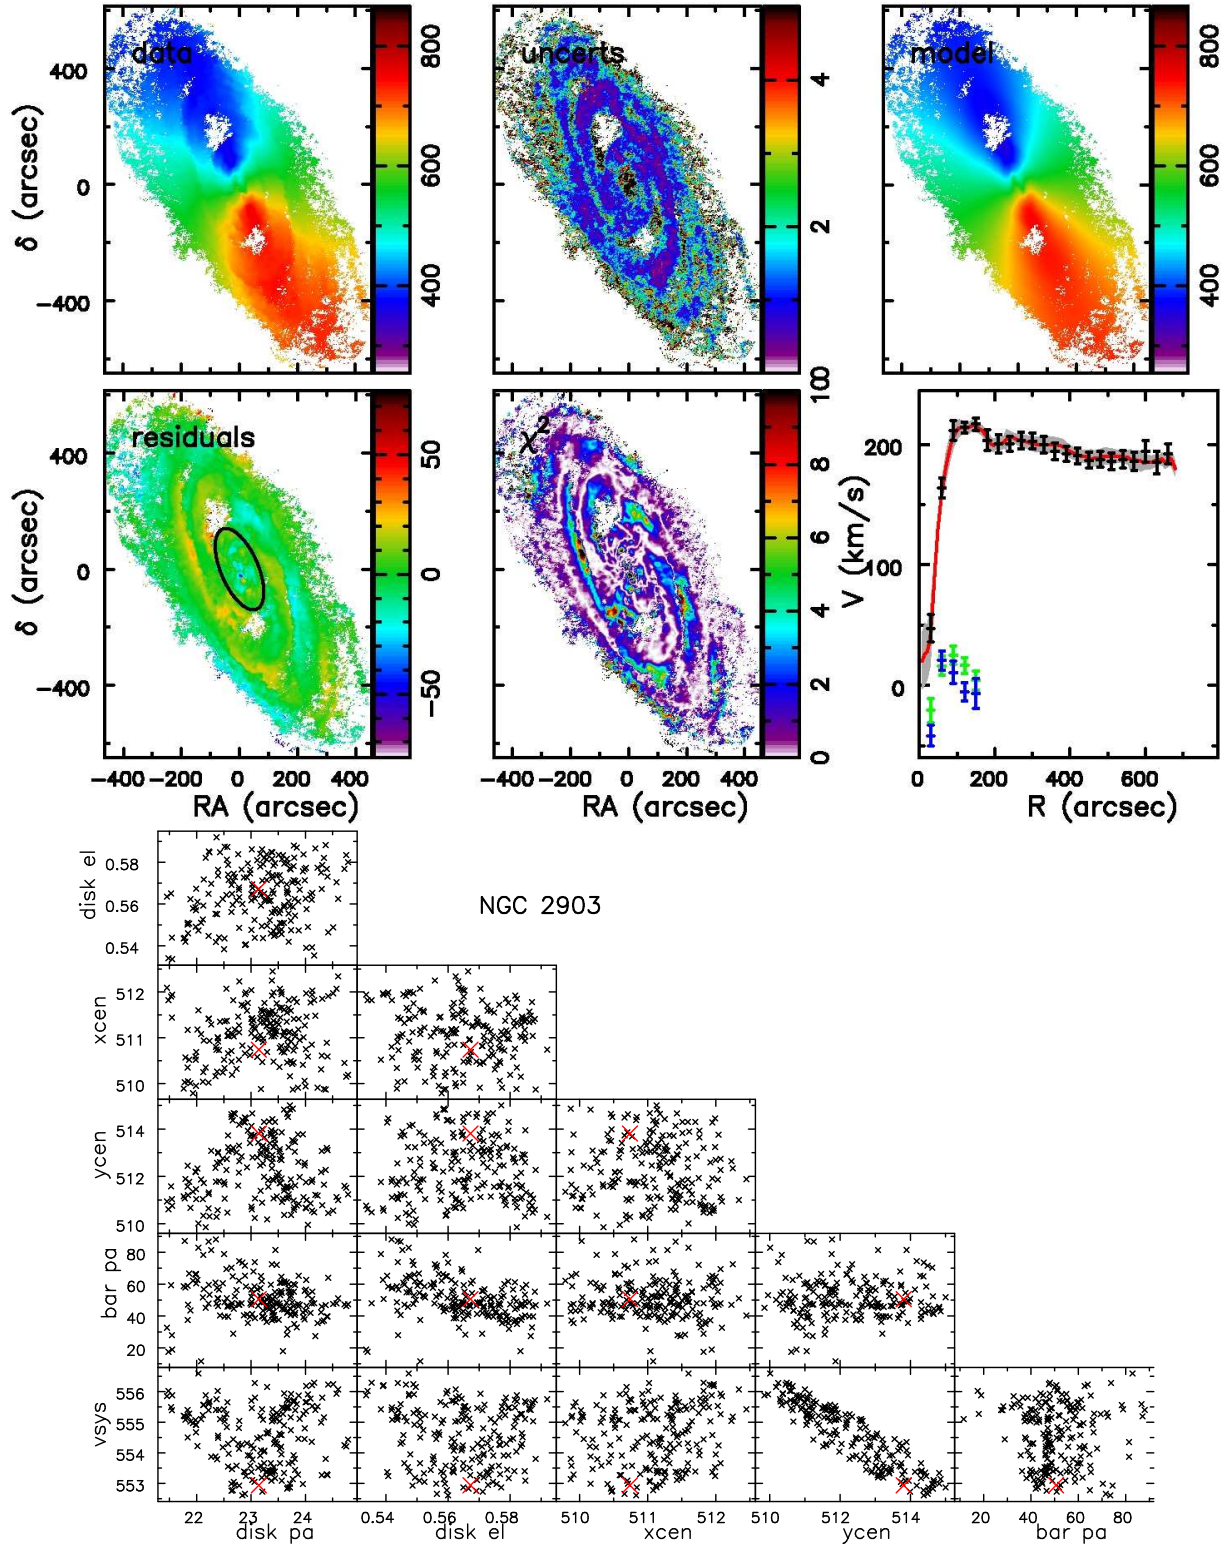 data
uncerts
model
δ (arcsec)
400
0
−400
800
600
400
4
2
0
800
600
400
residuals
χ²
δ (arcsec)
400
0
−400
50
0
−50
100
8
6
4
2
0
V (km/s)
200
100
0
−400 −200 0 200 400
RA (arcsec)
−400 −200 0 200 400
RA (arcsec)
0 200 400 600
R (arcsec)
NGC 2903
disk el
0.58
0.56
0.54
xcen
512
511
510
ycen
514
512
510
bar pa
80
60
40
20
vsys
556
555
554
553
22 23 24
disk pa
0.54 0.56 0.58
disk el
510 511 512
xcen
510 512 514
ycen
20 40 60 80
bar pa